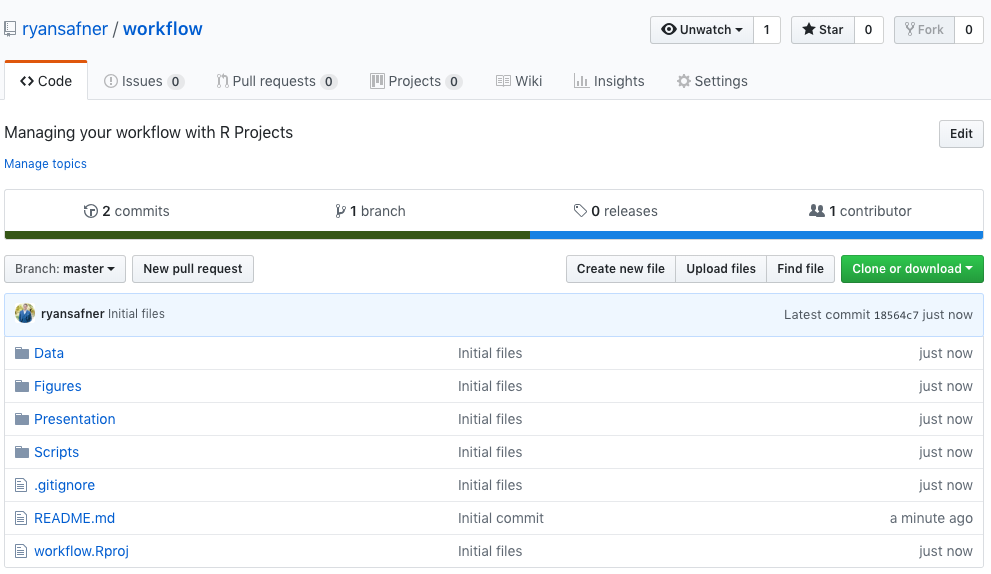 ryansafner / workflow Unwatch 1 Star 0 Fork 0
Code Issues 0 Pull requests 0 Projects 0 Wiki Insights Settings
Managing your workflow with R Projects Edit
Manage topics
2 commits 1 branch 0 releases 1 contributor
Branch: master New pull request Create new file Upload files Find file Clone or download
ryansafner Initial files Latest commit 18564c7 just now
Data Initial files just now
Figures Initial files just now
Presentation Initial files just now
Scripts Initial files just now
.gitignore Initial files just now
README.md Initial commit a minute ago
workflow.Rproj Initial files just now